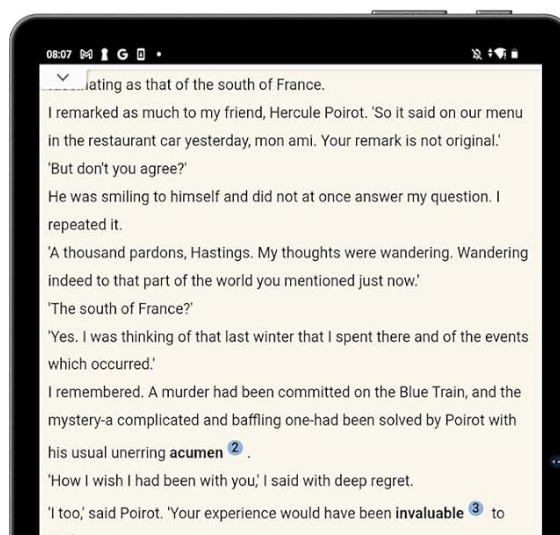 08:07
ating as that of the south of France.
I remarked as much to my friend, Hercule Poirot. 'So it said on our menu
in the restaurant car yesterday, mon ami. Your remark is not original.'
'But don't you agree?'
He was smiling to himself and did not at once answer my question. I
repeated it.
'A thousand pardons, Hastings. My thoughts were wandering. Wandering
indeed to that part of the world you mentioned just now.'
'The south of France?'
'Yes. I was thinking of that last winter that I spent there and of the events
which occurred.'
I remembered. A murder had been committed on the Blue Train, and the
mystery-a complicated and baffling one-had been solved by Poirot with
his usual unerring acumen 2 .
'How I wish I had been with you,' I said with deep regret.
'I too,' said Poirot. 'Your experience would have been invaluable 3 to